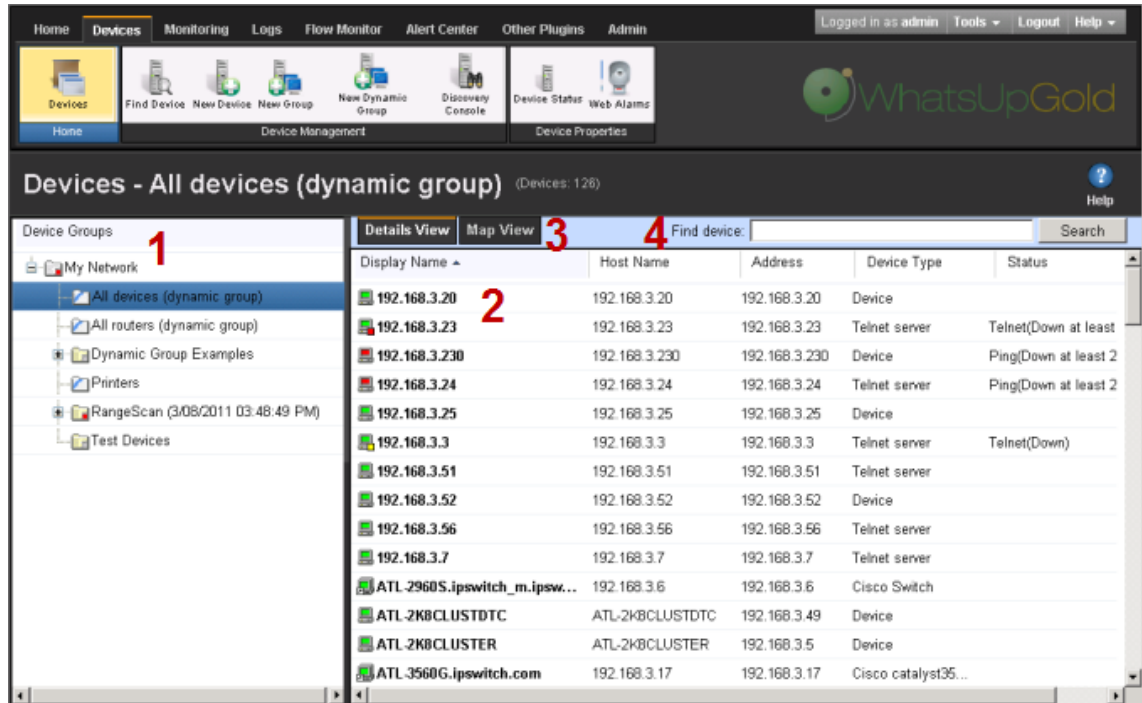 Home Devices Monitoring Logs Flow Monitor Alert Center Other Plugins Admin
Logged in as admin Tools Logout Help
Devices
Find Device New Device New Group New Dynamic Group Discovery Console
Device Status Web Alarms
Home Device Management Device Properties
WhatsUpGold
Devices - All devices (dynamic group) (Devices: 126)
Help
Device Groups
1
Details View Map View 3 4 Find device: Search
My Network
All devices (dynamic group)
All routers (dynamic group)
Dynamic Group Examples
Printers
RangeScan (3/08/2011 03:48:49 PM)
Test Devices
Display Name Host Name Address Device Type Status
2
192.168.3.20 192.168.3.20 192.168.3.20 Device
192.168.3.23 192.168.3.23 192.168.3.23 Telnet server Telnet(Down at least
192.168.3.230 192.168.3.230 192.168.3.230 Device Ping(Down at least 2
192.168.3.24 192.168.3.24 192.168.3.24 Telnet server Ping(Down at least 2
192.168.3.25 192.168.3.25 192.168.3.25 Device
192.168.3.3 192.168.3.3 192.168.3.3 Telnet server Telnet(Down)
192.168.3.51 192.168.3.51 192.168.3.51 Telnet server
192.168.3.52 192.168.3.52 192.168.3.52 Device
192.168.3.56 192.168.3.56 192.168.3.56 Telnet server
192.168.3.7 192.168.3.7 192.168.3.7 Telnet server
ATL-2960S.ipswitch_m.ipsw... 192.168.3.6 192.168.3.6 Cisco Switch
ATL-2K8CLUSTDTC ATL-2K8CLUSTDTC 192.168.3.49 Device
ATL-2K8CLUSTER ATL-2K8CLUSTER 192.168.3.5 Device
ATL-3560G.ipswitch.com 192.168.3.17 192.168.3.17 Cisco catalyst35...